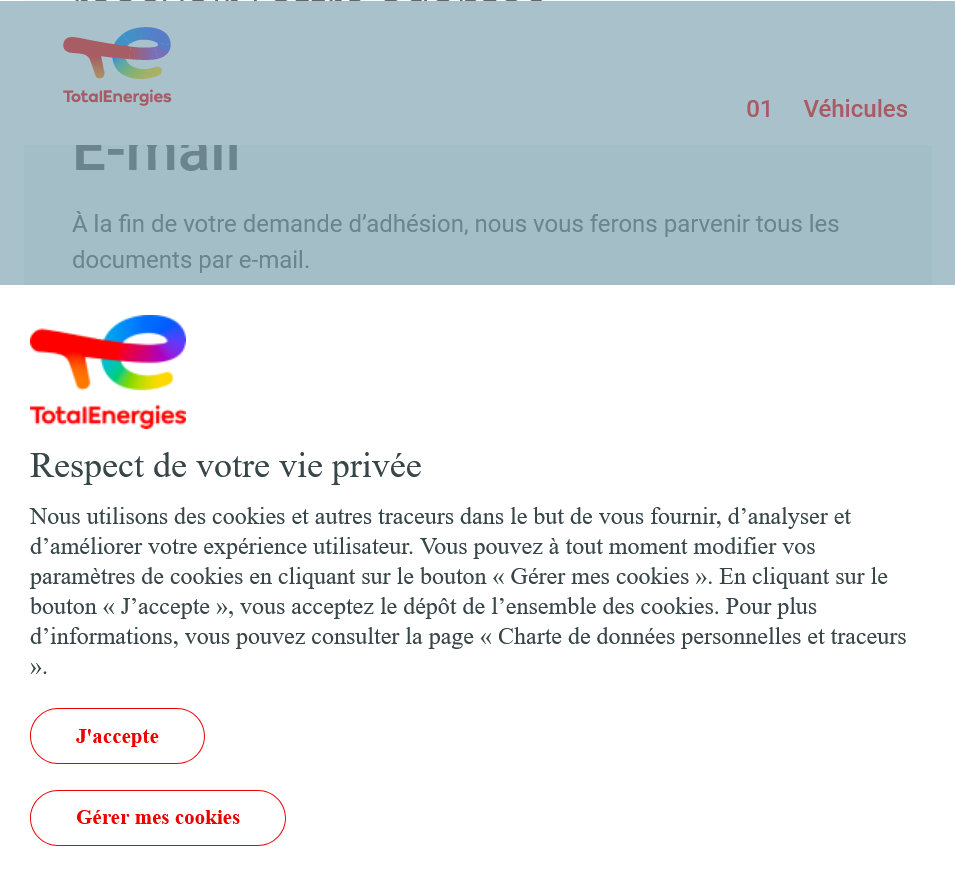 TotalEnergies
01 Véhicules
E-mail
À la fin de votre demande d’adhésion, nous vous ferons parvenir tous les
documents par e-mail.
TotalEnergies
Respect de votre vie privée
Nous utilisons des cookies et autres traceurs dans le but de vous fournir, d’analyser et
d’améliorer votre expérience utilisateur. Vous pouvez à tout moment modifier vos
paramètres de cookies en cliquant sur le bouton « Gérer mes cookies ». En cliquant sur le
bouton « J’accepte », vous acceptez le dépôt de l’ensemble des cookies. Pour plus
d’informations, vous pouvez consulter la page « Charte de données personnelles et traceurs
».
J'accepte
Gérer mes cookies